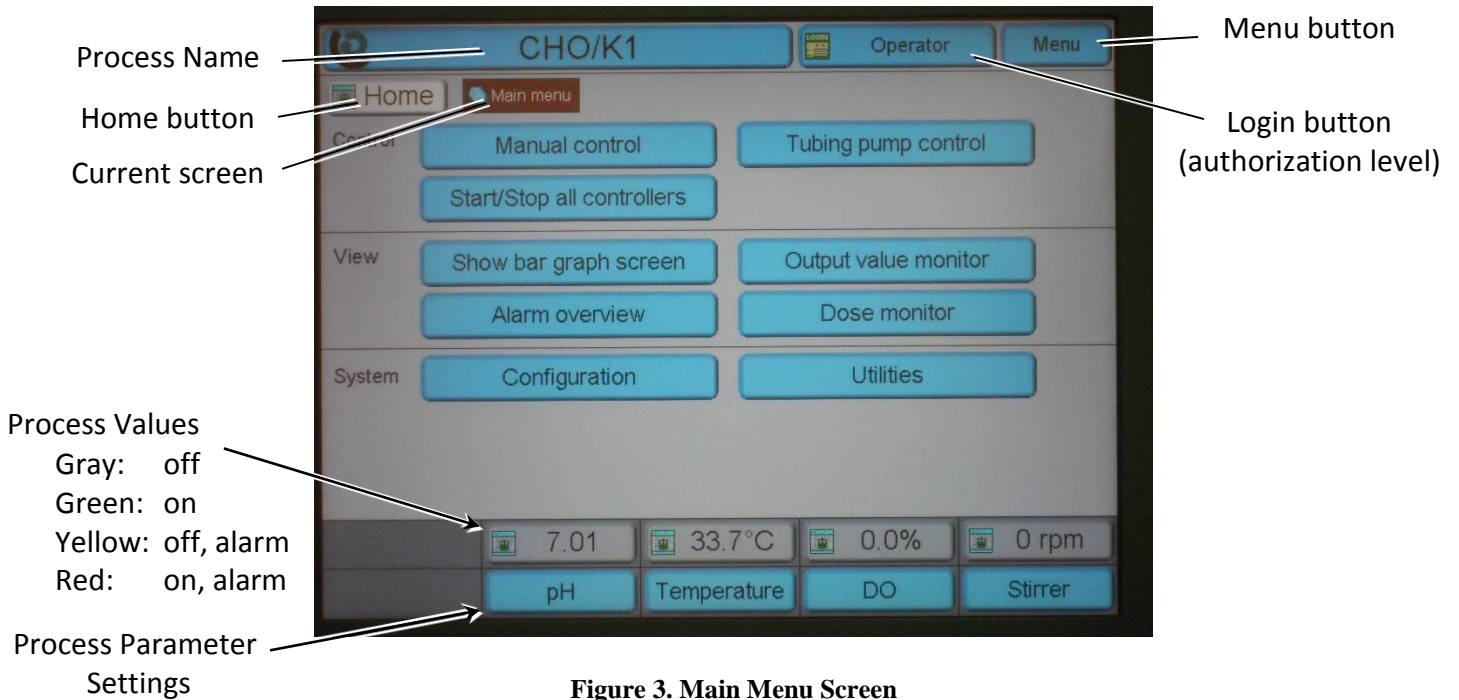 Process Name
Home button
Current screen
Menu button
Login button
(authorization level)
CHO/K1
LOGIN
Operator
Menu
Home
Main menu
Control
Manual control
Tubing pump control
Start/Stop all controllers
View
Show bar graph screen
Output value monitor
Alarm overview
Dose monitor
System
Configuration
Utilities
Process Values
Gray: off
Green: on
Yellow: off, alarm
Red: on, alarm
7.01
33.7°C
0.0%
0 rpm
pH
Temperature
DO
Stirrer
Process Parameter
Settings
Figure 3. Main Menu Screen